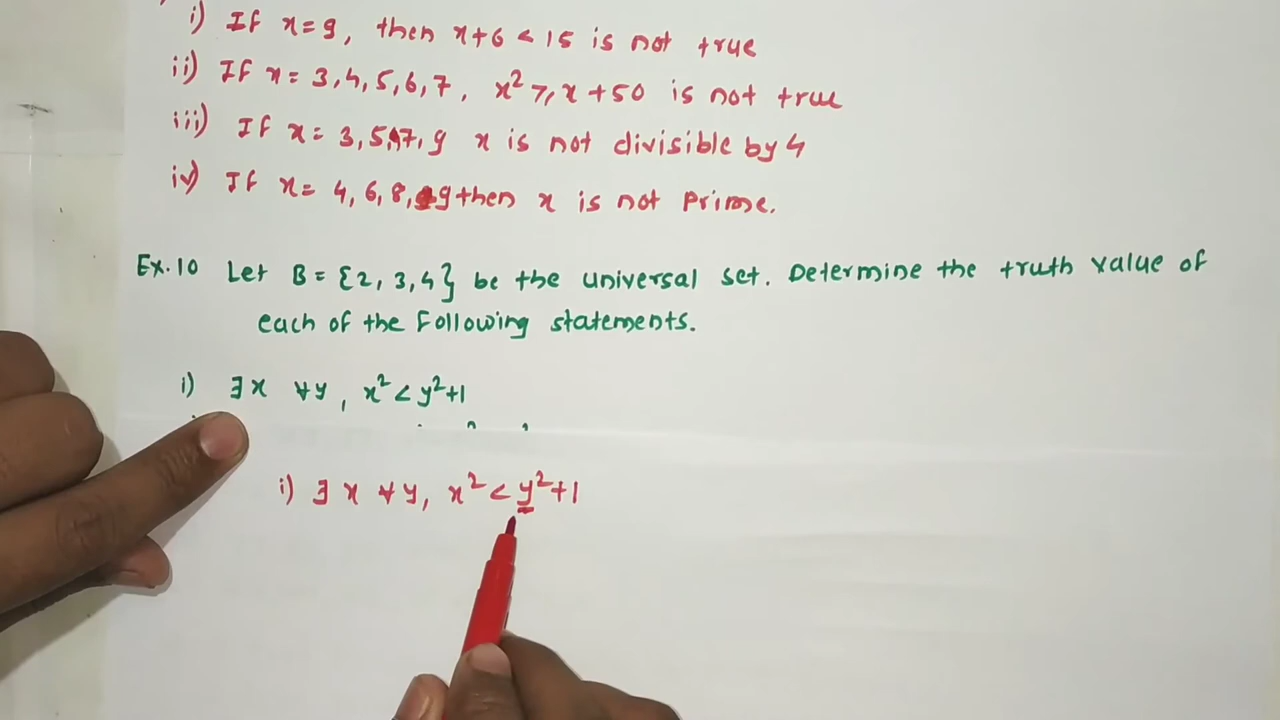 i) If x=9, then x+6 < 15 is not true
ii) If x= 3,4,5,6,7, x² ≥ x +50 is not true
iii) If x= 3,5,7,9 x is not divisible by 4
iv) If x= 4, 6, 8, 9 then x is not Prime.
Ex.10 Let B = {2, 3,4} be the universal set. Determine the truth value of
each of the following statements.
i) ∃x ∀y, x² < y²+1
i) ∃ x ∀y, x² < y²+1